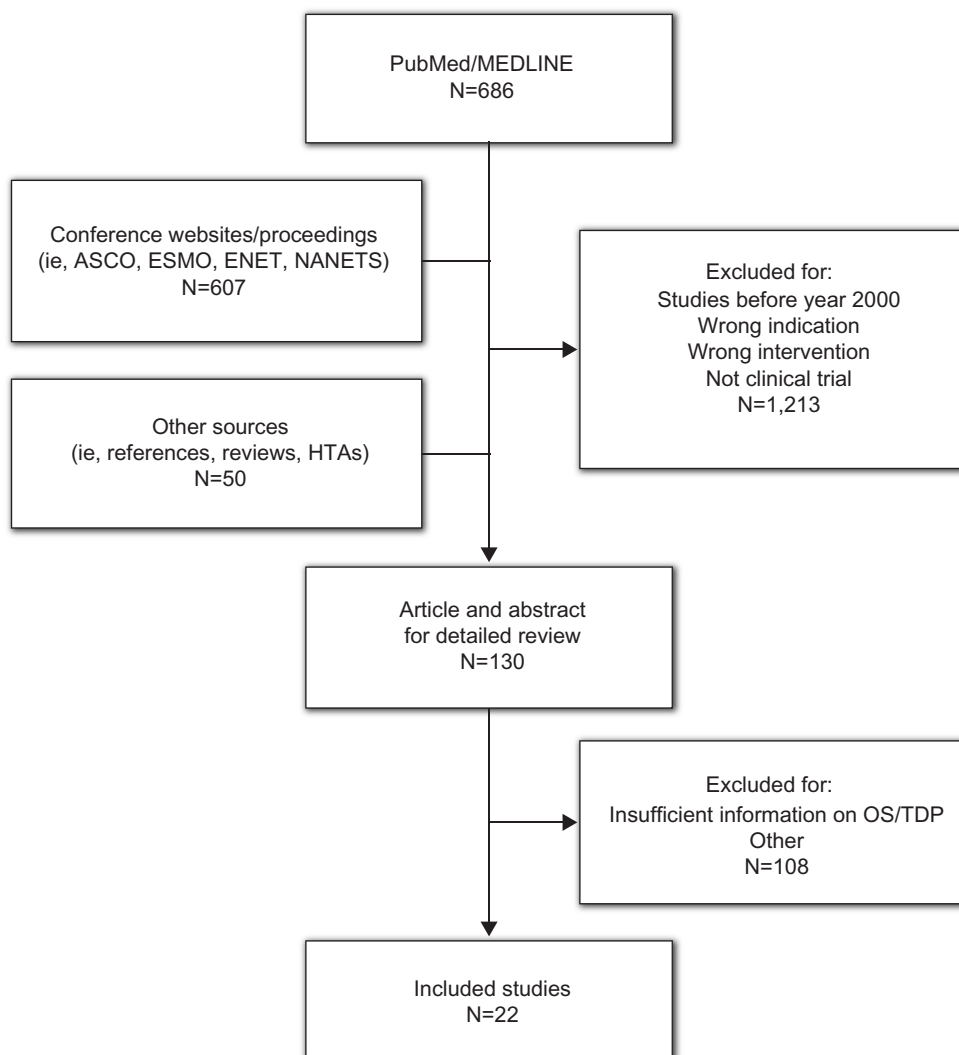 PubMed/MEDLINE
N=686
Conference websites/proceedings
(ie, ASCO, ESMO, ENET, NANETS)
N=607
Excluded for:
Studies before year 2000
Wrong indication
Wrong intervention
Not clinical trial
N=1,213
Other sources
(ie, references, reviews, HTAs)
N=50
Article and abstract
for detailed review
N=130
Excluded for:
Insufficient information on OS/TDP
Other
N=108
Included studies
N=22